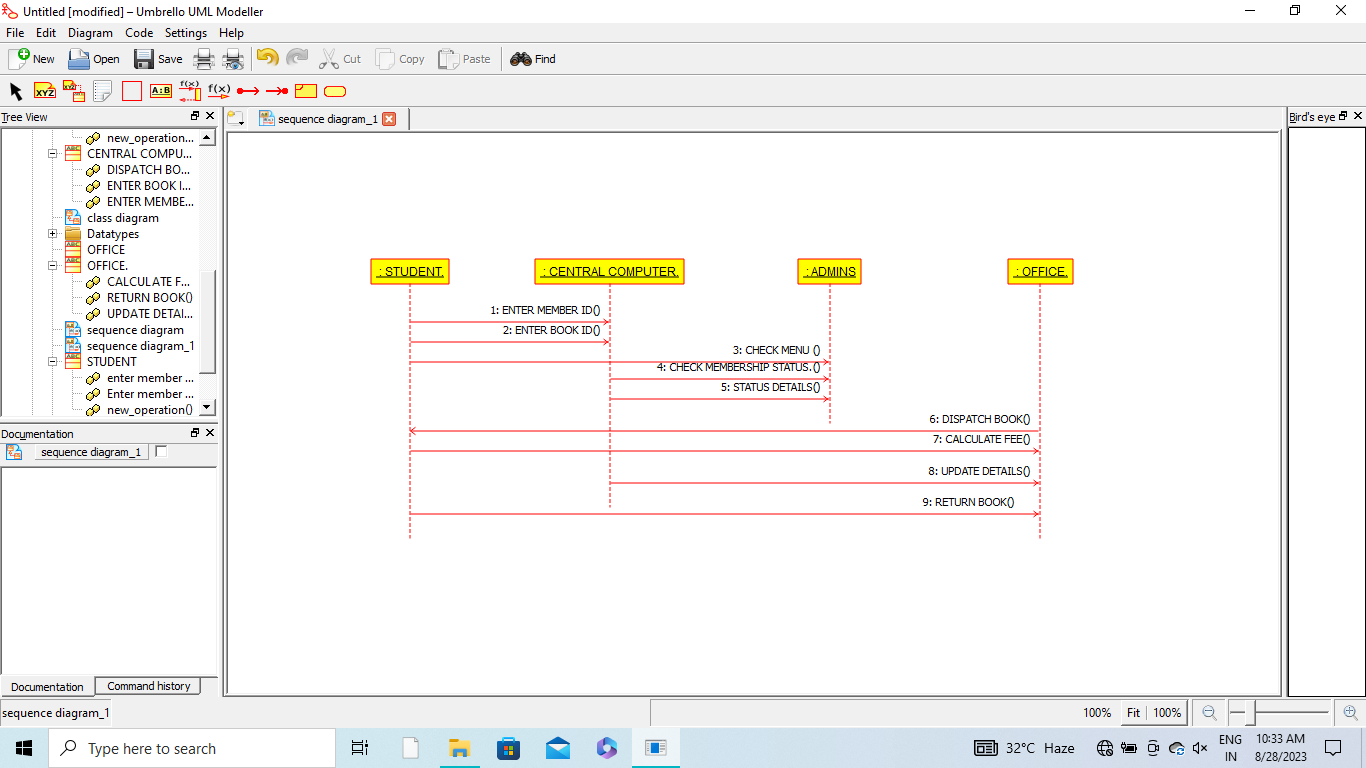 Untitled [modified] – Umbrello UML Modeller
File Edit Diagram Code Settings Help
New Open Save Cut Copy Paste Find
XYZ XYZ A:B f(x) f(x)
Tree View
sequence diagram_1
Bird's eye
new_operation...
CENTRAL COMPU...
DISPATCH BO...
ENTER BOOK I...
ENTER MEMBE...
class diagram
Datatypes
OFFICE
OFFICE.
CALCULATE F...
RETURN BOOK()
UPDATE DETAI...
sequence diagram
sequence diagram_1
STUDENT
enter member ...
Enter member ...
new_operation()
: STUDENT.
: CENTRAL COMPUTER.
: ADMINS
: OFFICE.
1: ENTER MEMBER ID()
2: ENTER BOOK ID()
3: CHECK MENU ()
4: CHECK MEMBERSHIP STATUS.()
5: STATUS DETAILS()
6: DISPATCH BOOK()
7: CALCULATE FEE()
8: UPDATE DETAILS()
9: RETURN BOOK()
Documentation
sequence diagram_1
Documentation Command history
sequence diagram_1
100% Fit 100%
Type here to search
32°C Haze
ENG
IN
10:33 AM
8/28/2023